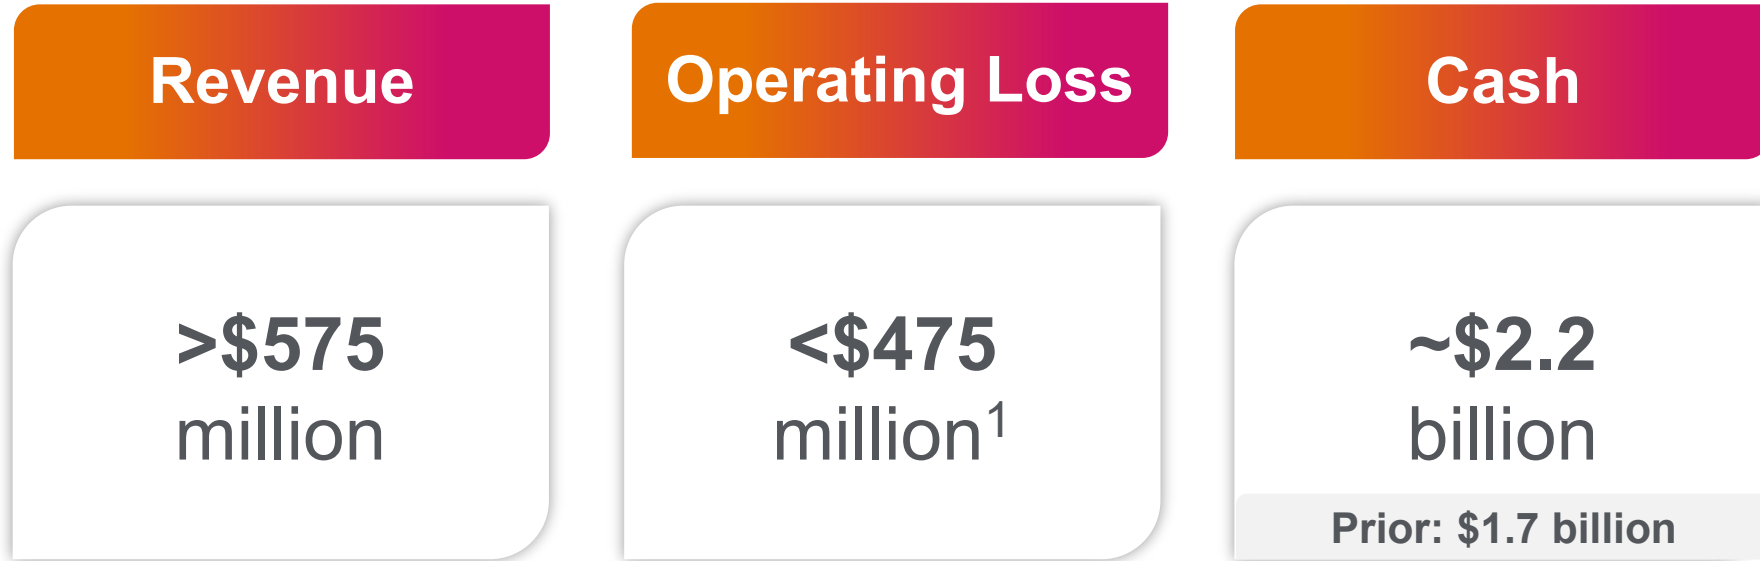 Revenue
>$575
million
Operating Loss
<$475
million¹
Cash
~$2.2
billion
Prior: $1.7 billion